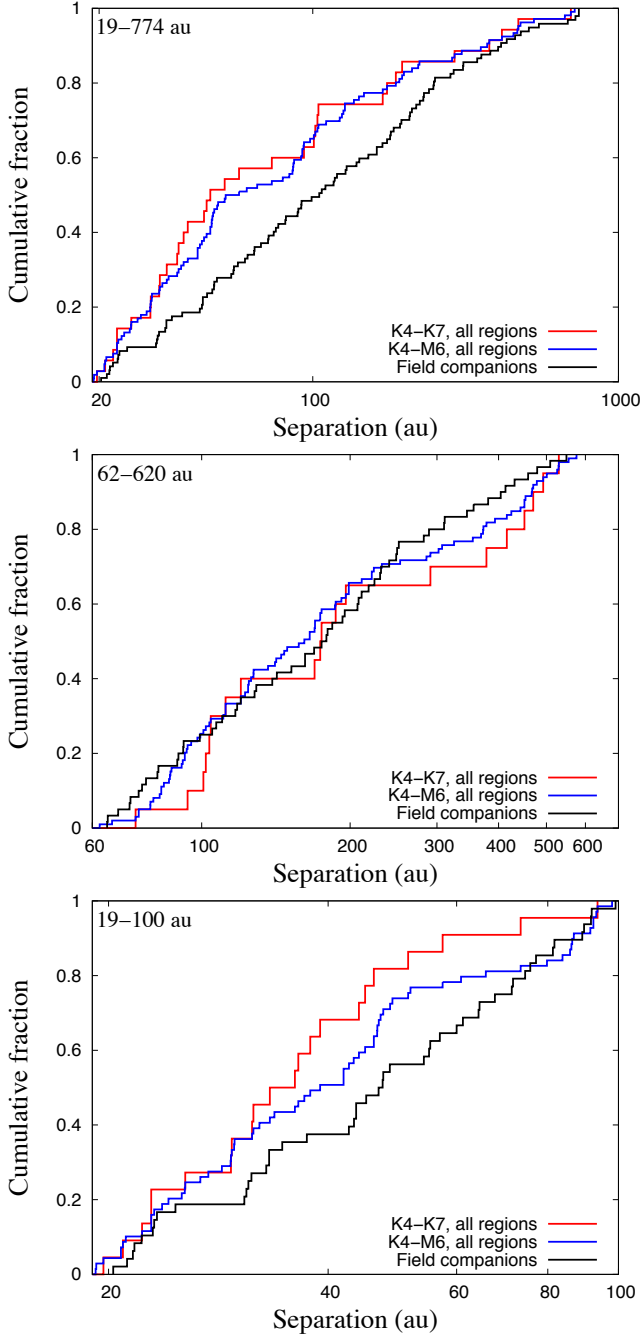 19–774 au
1
0.8
0.6
0.4
0.2
0
Cumulative fraction
K4–K7, all regions
K4–M6, all regions
Field companions
20 100 1000
Separation (au)
62–620 au
1
0.8
0.6
0.4
0.2
0
Cumulative fraction
K4–K7, all regions
K4–M6, all regions
Field companions
60 100 200 300 400 500 600
Separation (au)
19–100 au
1
0.8
0.6
0.4
0.2
0
Cumulative fraction
K4–K7, all regions
K4–M6, all regions
Field companions
20 40 60 80 100
Separation (au)